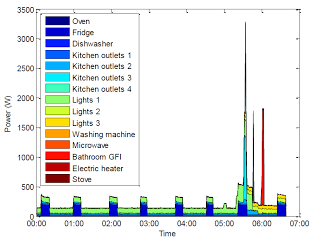 3500
3000
2500
2000
1500
1000
500
0
Power (W)
Oven
Fridge
Dishwasher
Kitchen outlets 1
Kitchen outlets 2
Kitchen outlets 3
Kitchen outlets 4
Lights 1
Lights 2
Lights 3
Washing machine
Microwave
Bathroom GFI
Electric heater
Stove
00:00 01:00 02:00 03:00 04:00 05:00 06:00 07:00
Time